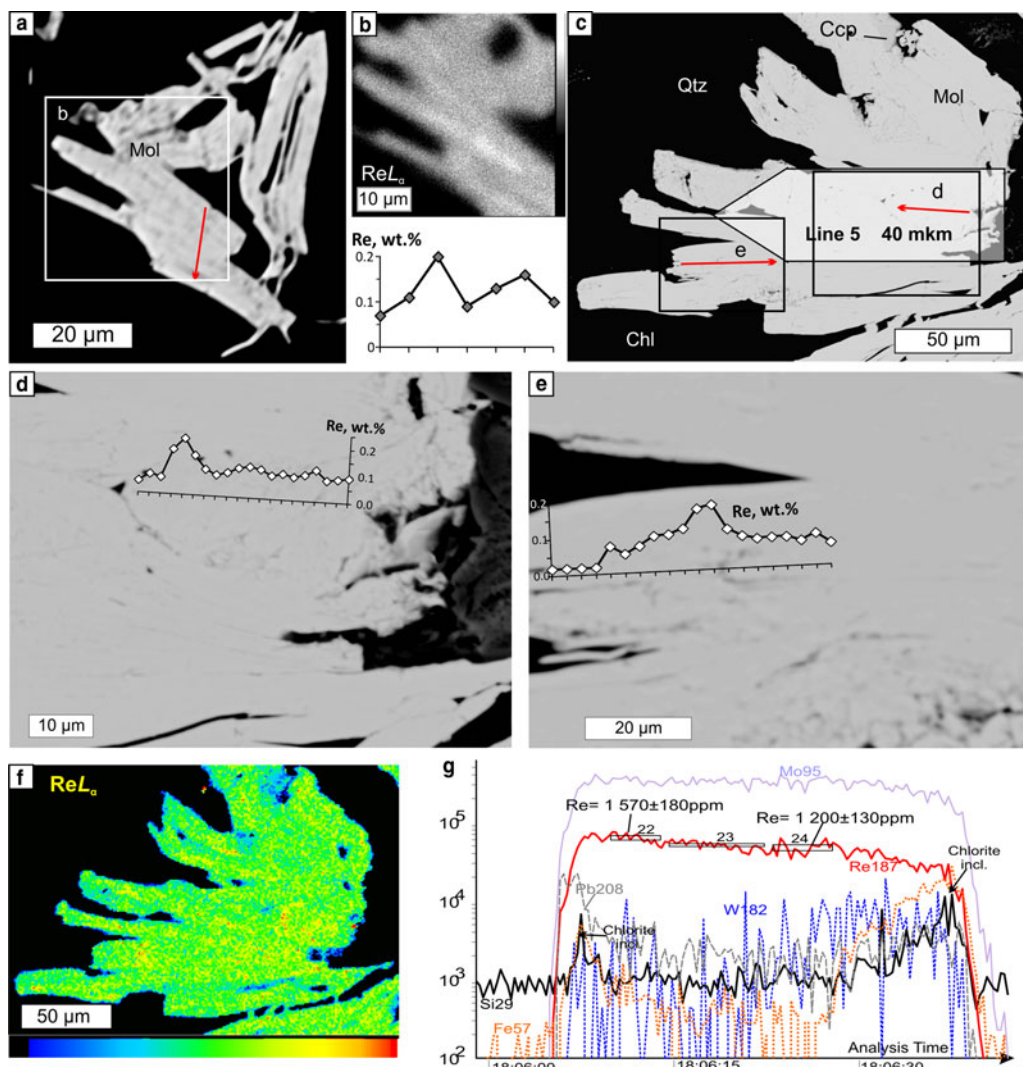 a
b
Mol
20 µm
b
ReLα
10 µm
Re, wt.%
0.2
0.1
0
c
Ccp
Qtz
Mol
d
Line 5 40 mkm
e
Chl
50 µm
d
Re, wt.%
0.2
0.1
0.0
10 µm
e
0.2
Re, wt.%
0.1
0.0
20 µm
f
ReLα
50 µm
g
Mo95
10⁵
Re= 1 570±180ppm
Re= 1 200±130ppm
22
23
24
Chlorite
incl.
Re187
10⁴
Pb208
W182
Chlorite
incl.
10³
Si29
Fe57
Analysis Time
10²
18:06:00
18:06:15
18:06:30